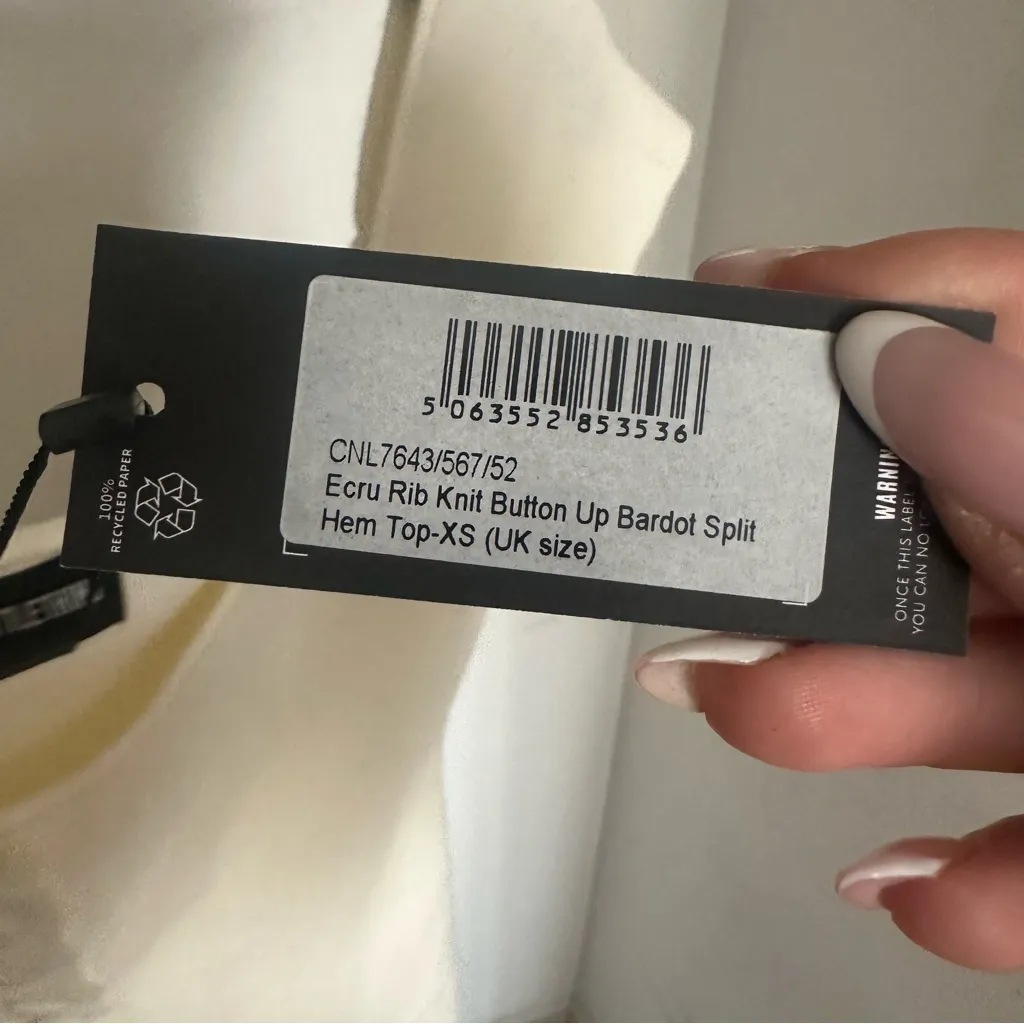 5 063552 853536
CNL7643/567/52
Ecru Rib Knit Button Up Bardot Split
Hem Top-XS (UK size)
100%
RECYCLED PAPER
ONCE THIS LABEL
YOU CAN NO